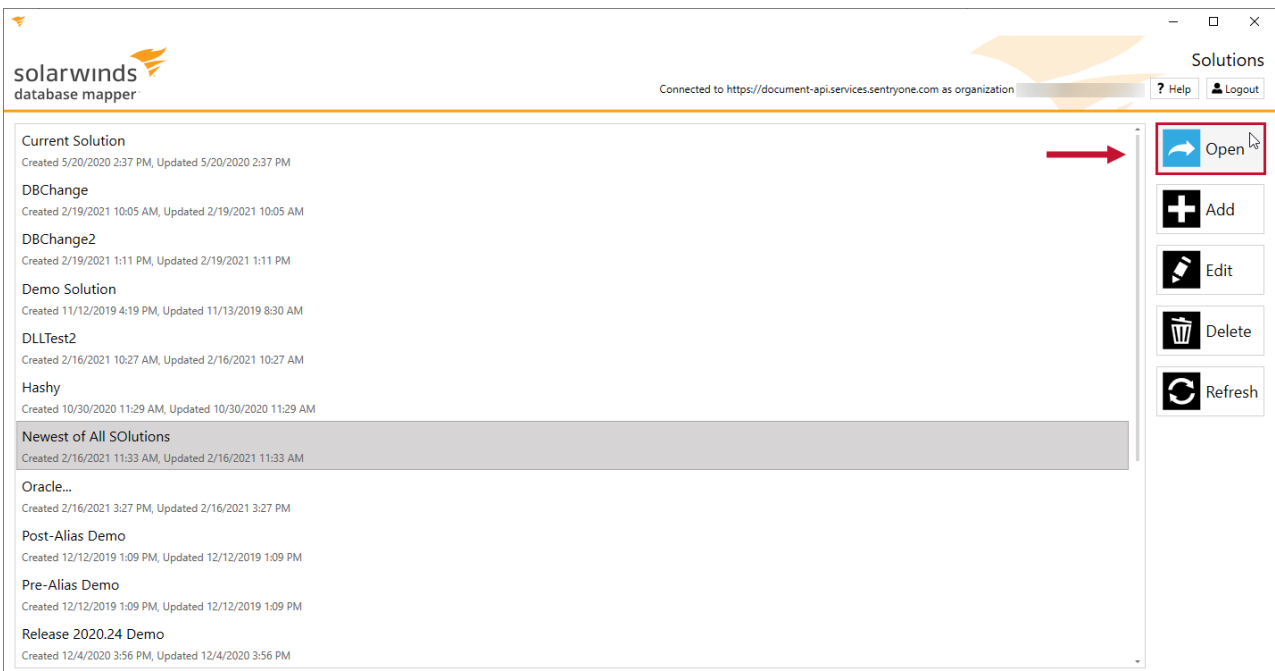 solarwinds
database mapper
Solutions
Connected to https://document-api.services.sentryone.com as organization
? Help
Logout
Current Solution
Created 5/20/2020 2:37 PM, Updated 5/20/2020 2:37 PM
DBChange
Created 2/19/2021 10:05 AM, Updated 2/19/2021 10:05 AM
DBChange2
Created 2/19/2021 1:11 PM, Updated 2/19/2021 1:11 PM
Demo Solution
Created 11/12/2019 4:19 PM, Updated 11/13/2019 8:30 AM
DLLTest2
Created 2/16/2021 10:27 AM, Updated 2/16/2021 10:27 AM
Hashy
Created 10/30/2020 11:29 AM, Updated 10/30/2020 11:29 AM
Newest of All SOlutions
Created 2/16/2021 11:33 AM, Updated 2/16/2021 11:33 AM
Oracle...
Created 2/16/2021 3:27 PM, Updated 2/16/2021 3:27 PM
Post-Alias Demo
Created 12/12/2019 1:09 PM, Updated 12/12/2019 1:09 PM
Pre-Alias Demo
Created 12/12/2019 1:09 PM, Updated 12/12/2019 1:09 PM
Release 2020.24 Demo
Created 12/4/2020 3:56 PM, Updated 12/4/2020 3:56 PM
Open
Add
Edit
Delete
Refresh